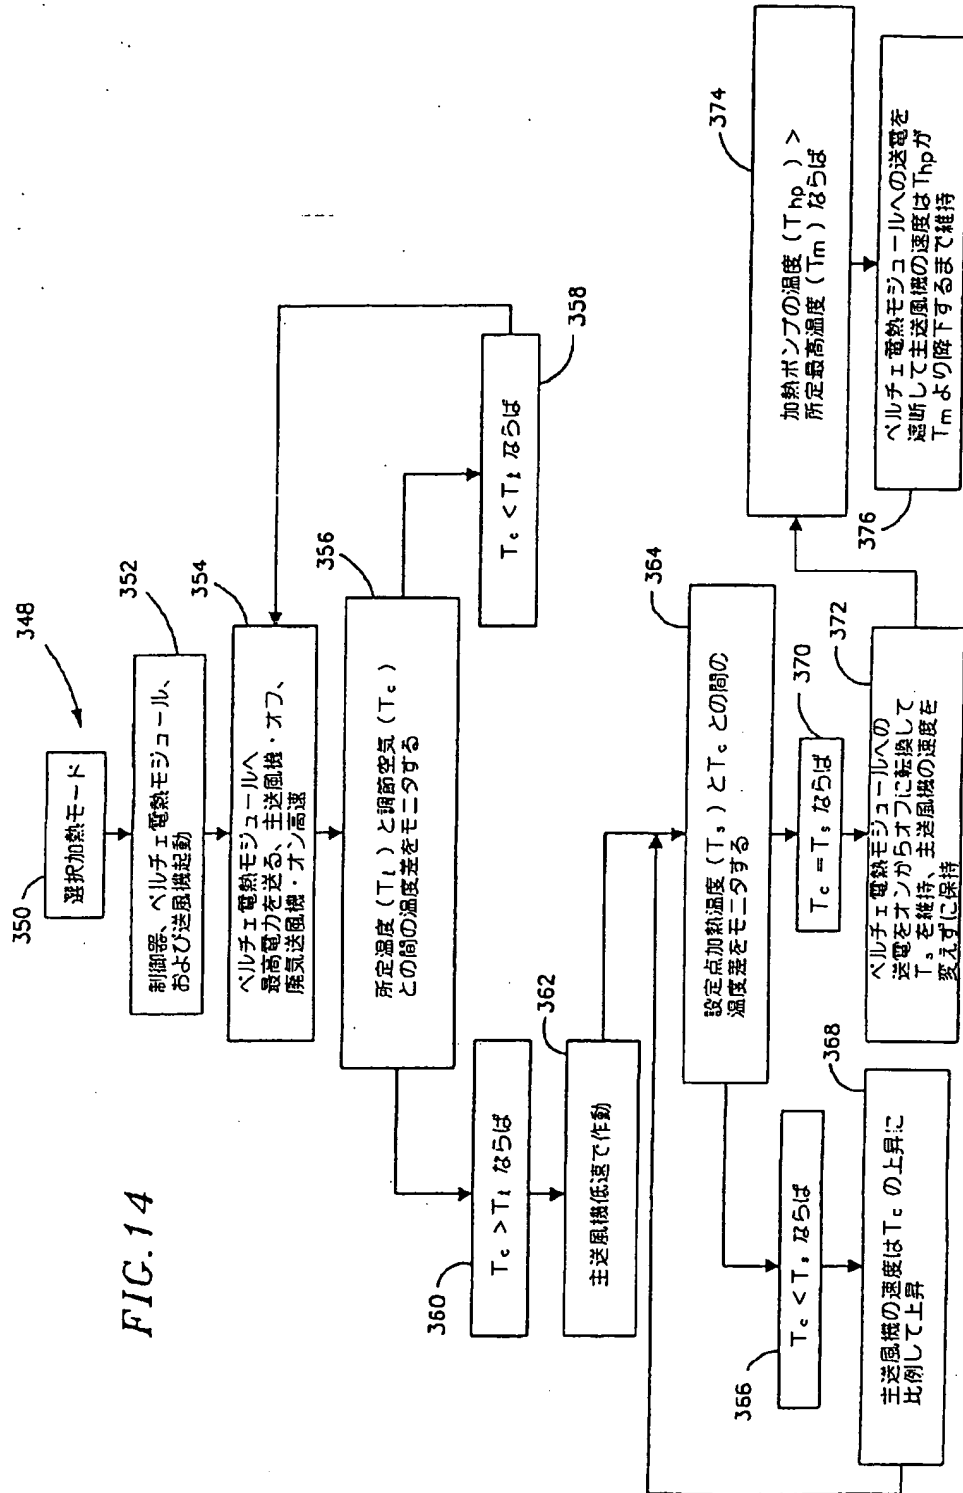 FIG.14
348
350
選択加熱モード
352
制御器、ペルチェ電熱モジュール、
および送風機起動
354
ペルチェ電熱モジュールへ
最高電力を送る、主送風機・オフ、
廃気送風機・オン高速
356
所定温度(T₁)と調節空気(Tc)
との間の温度差をモニタする
358
Tc<T₁ならば
360
Tc>T₁ならば
362
主送風機低速で作動
364
設定点加熱温度(Ts)とTcとの間の
温度差をモニタする
366
Tc<Tsならば
368
主送風機の速度はTcの上昇に
比例して上昇
370
Tc=Tsならば
372
ペルチェ電熱モジュールへの
送電をオンからオフに転換して
Tsを維持、主送風機の速度を
変えずに保持
374
加熱ポンプの温度(Thp)>
所定最高温度(Tm)ならば
376
ペルチェ電熱モジュールへの送電を
遮断して主送風機の速度はThpが
Tmより降下するまで維持